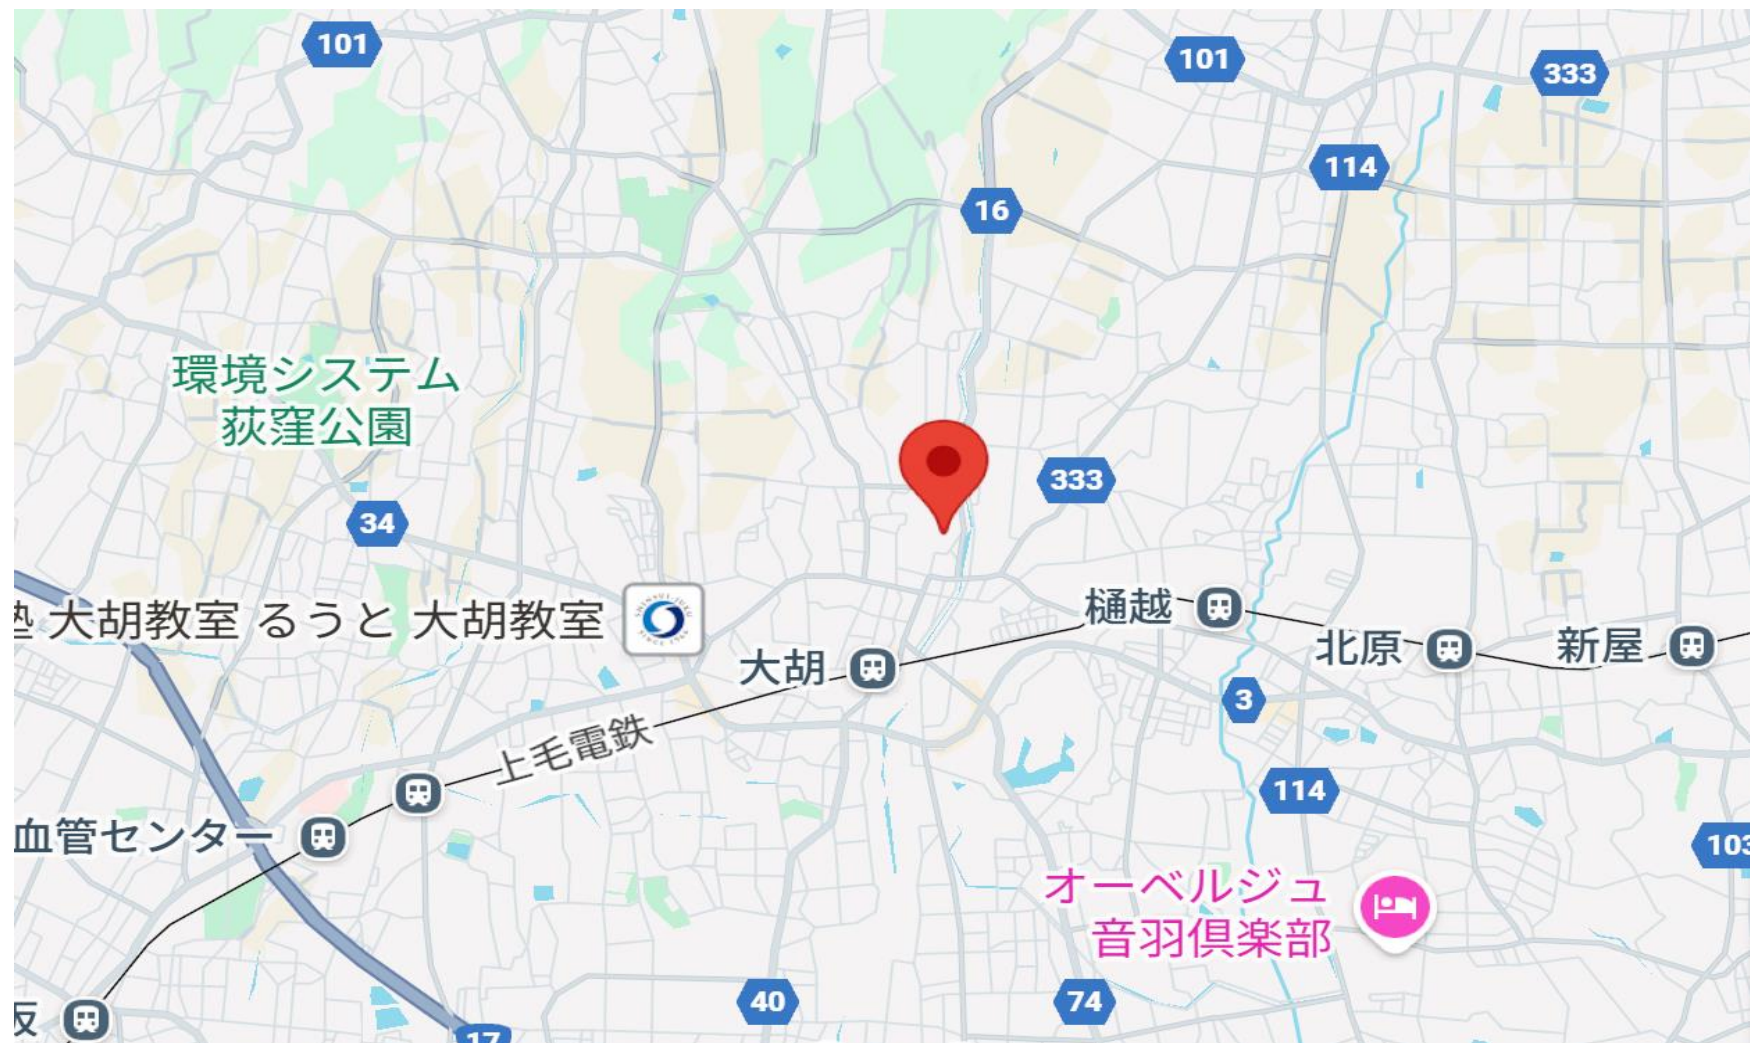 101
101
333
114
16
環境システム
荻窪公園
333
34
塾 大胡教室 るうと 大胡教室
樋越
北原
新屋
大胡
3
上毛電鉄
114
血管センター
103
オーベルジュ
音羽倶楽部
40
74
坂
17